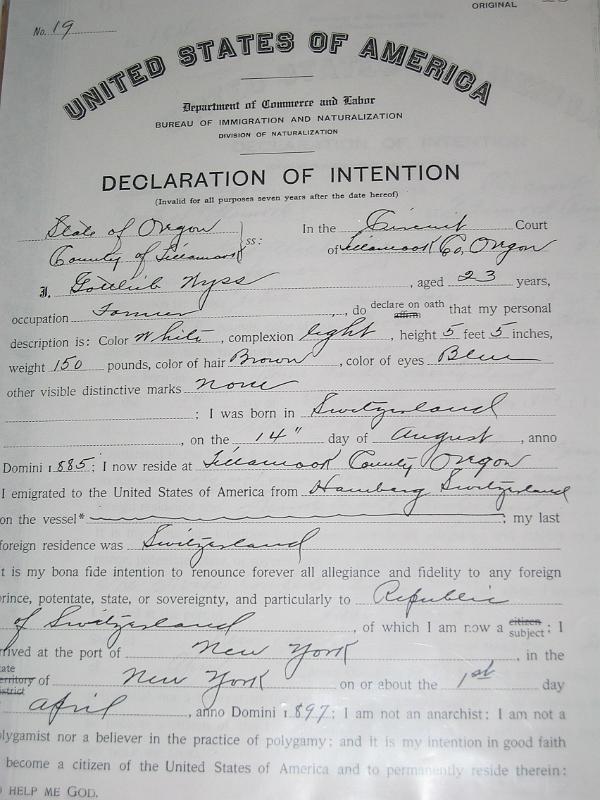 ORIGINAL
No. 19
UNITED STATES OF AMERICA
Department of Commerce and Labor
BUREAU OF IMMIGRATION AND NATURALIZATION
DIVISION OF NATURALIZATION
DECLARATION OF INTENTION
(Invalid for all purposes seven years after the date hereof)
State of Oregon ss: In the Circuit Court
County of Tillamook of Tillamook Co, Oregon
I, Gottlieb Wyss, aged 23 years,
occupation Farmer, do declare on oath affirm that my personal
description is: Color White, complexion light, height 5 feet 5 inches,
weight 150 pounds, color of hair Brown, color of eyes Blue
other visible distinctive marks none
; I was born in Switzerland
, on the 14" day of August, anno
Domini 1885; I now reside at Tillamook County Oregon
I emigrated to the United States of America from Hamburg Switzerland
on the vessel* ; my last
foreign residence was Switzerland
t is my bona fide intention to renounce forever all allegiance and fidelity to any foreign
prince, potentate, state, or sovereignty, and particularly to Republic
of Switzerland, of which I am now a citizen subject; I
rrived at the port of New York, in the
tate erritory istrict of New York on or about the 1st day
April, anno Domini 1897; I am not an anarchist; I am not a
olygamist nor a believer in the practice of polygamy; and it is my intention in good faith
become a citizen of the United States of America and to permanently reside therein:
O HELP ME GOD.